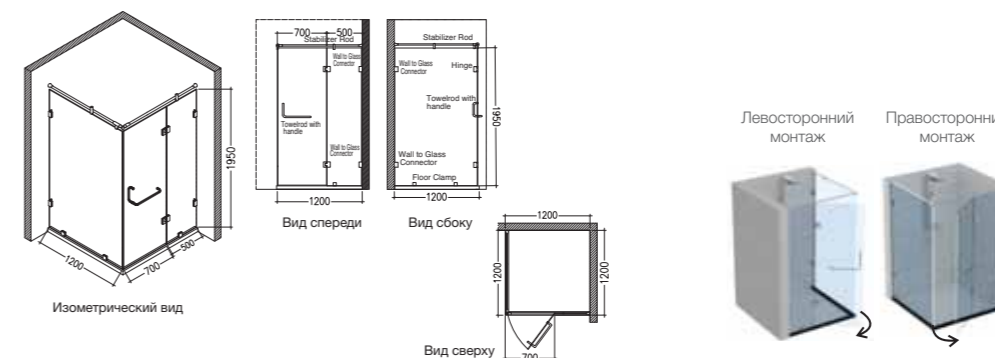 1950
1200
700
500
Изометрический вид
700 500
Stabilizer Rod
Wall to Glass
Connector
Towelrod with
handle
Wall to Glass
Connector
1200
Вид спереди
Stabilizer Rod
Wall to Glass
Connector
Hinge
Towelrod with
handle
1950
Wall to Glass
Connector
Floor Clamp
1200
Вид сбоку
1200
1200
1200
700
Вид сверху
Левосторонний
монтаж
монтаж